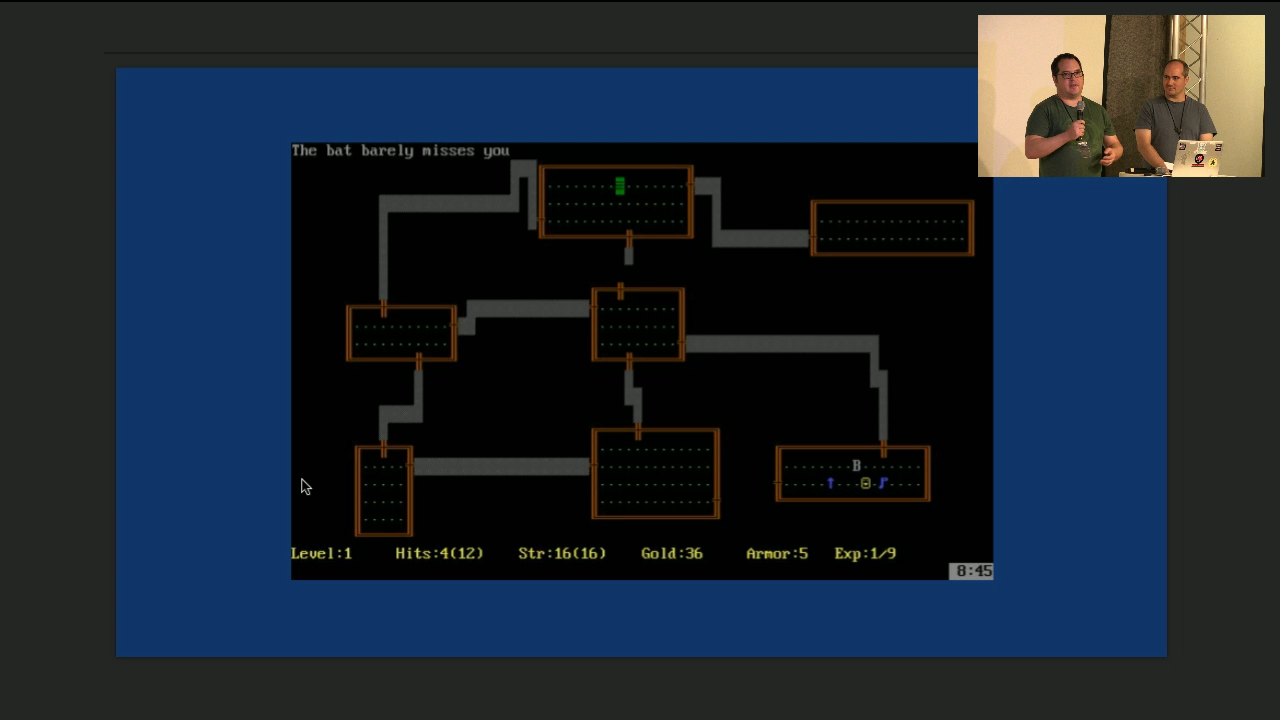 The bat barely misses you
B
Level:1 Hits:4(12) Str:16(16) Gold:36 Armor:5 Exp:1/9
8:45